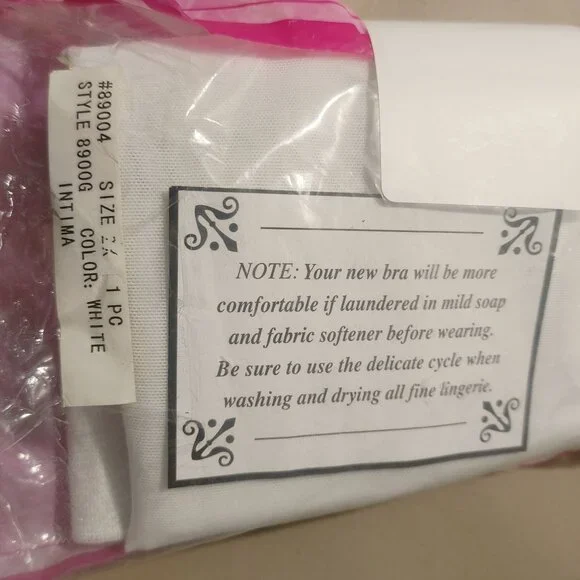 #89004 SIZE 2X 1 PC
STYLE 8900G COLOR: WHITE
INTIMA
NOTE: Your new bra will be more
comfortable if laundered in mild soap
and fabric softener before wearing.
Be sure to use the delicate cycle when
washing and drying all fine lingerie.